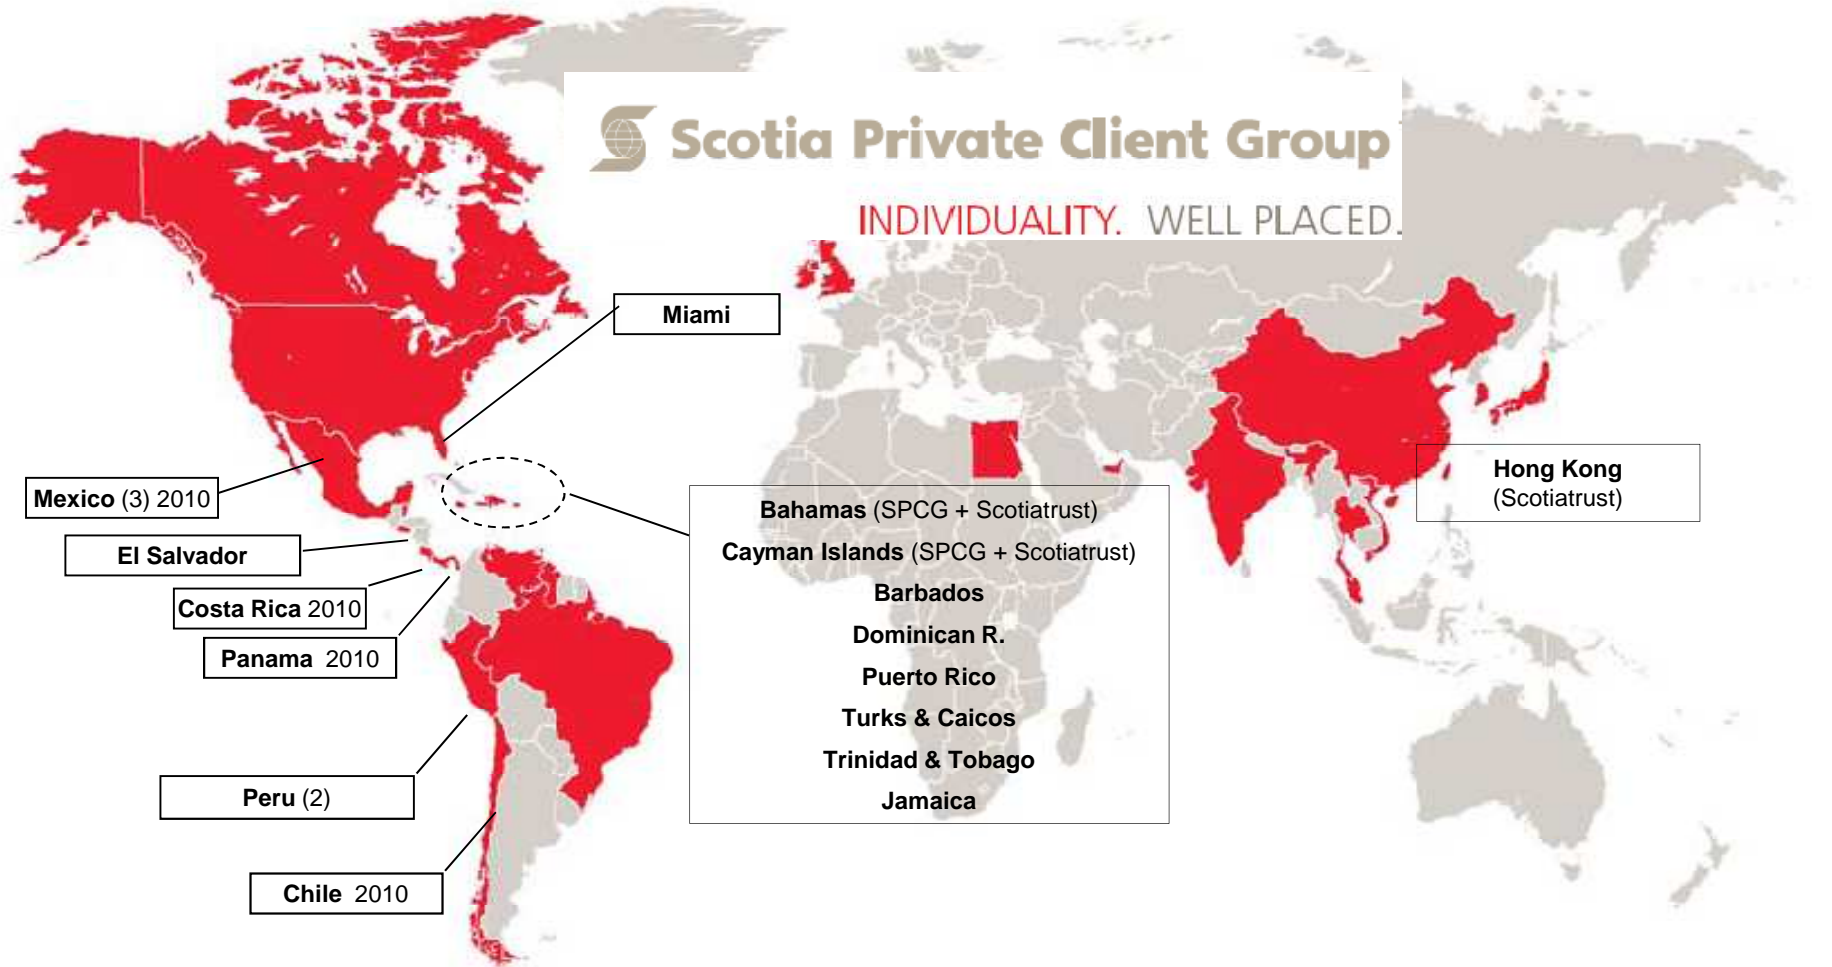 Scotia Private Client Group
INDIVIDUALITY. WELL PLACED.
Miami
Mexico (3) 2010
El Salvador
Costa Rica 2010
Panama 2010
Peru (2)
Chile 2010
Bahamas (SPCG + Scotiatrust)
Cayman Islands (SPCG + Scotiatrust)
Barbados
Dominican R.
Puerto Rico
Turks & Caicos
Trinidad & Tobago
Jamaica
Hong Kong
(Scotiatrust)